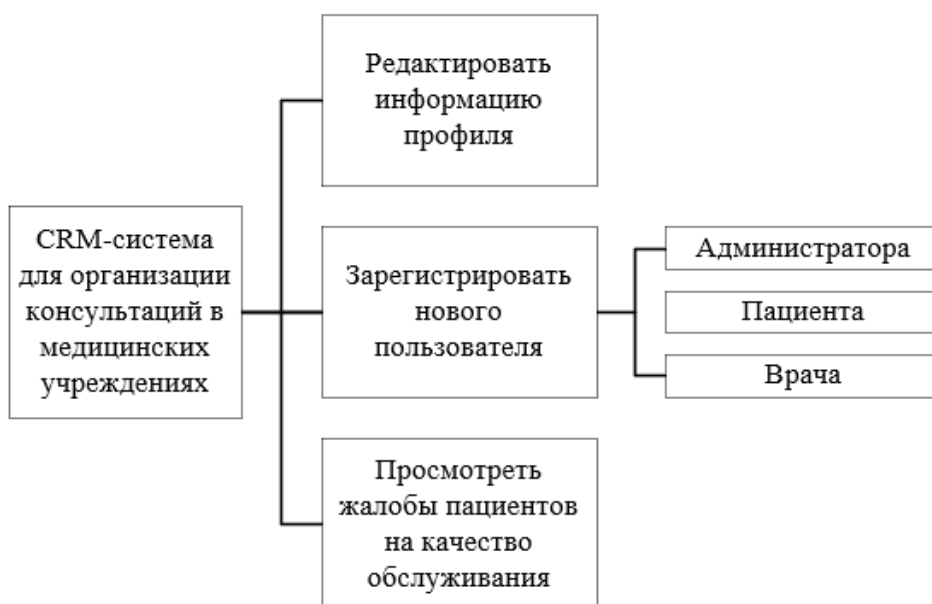 Редактировать
информацию
профиля
CRM-система
для организации
консультаций в
медицинских
учреждениях
Зарегистрировать
нового
пользователя
Администратора
Пациента
Врача
Просмотреть
жалобы пациентов
на качество
обслуживания